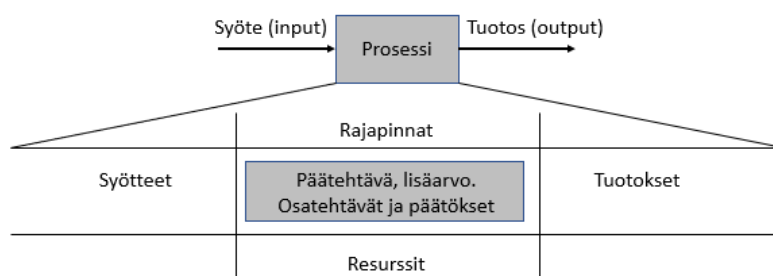 Syöte (input)
Tuotos (output)
Prosessi
Rajapinnat
Syötteet
Päätehtävä, lisäarvo.
Osatehtävät ja päätökset
Tuotokset
Resurssit